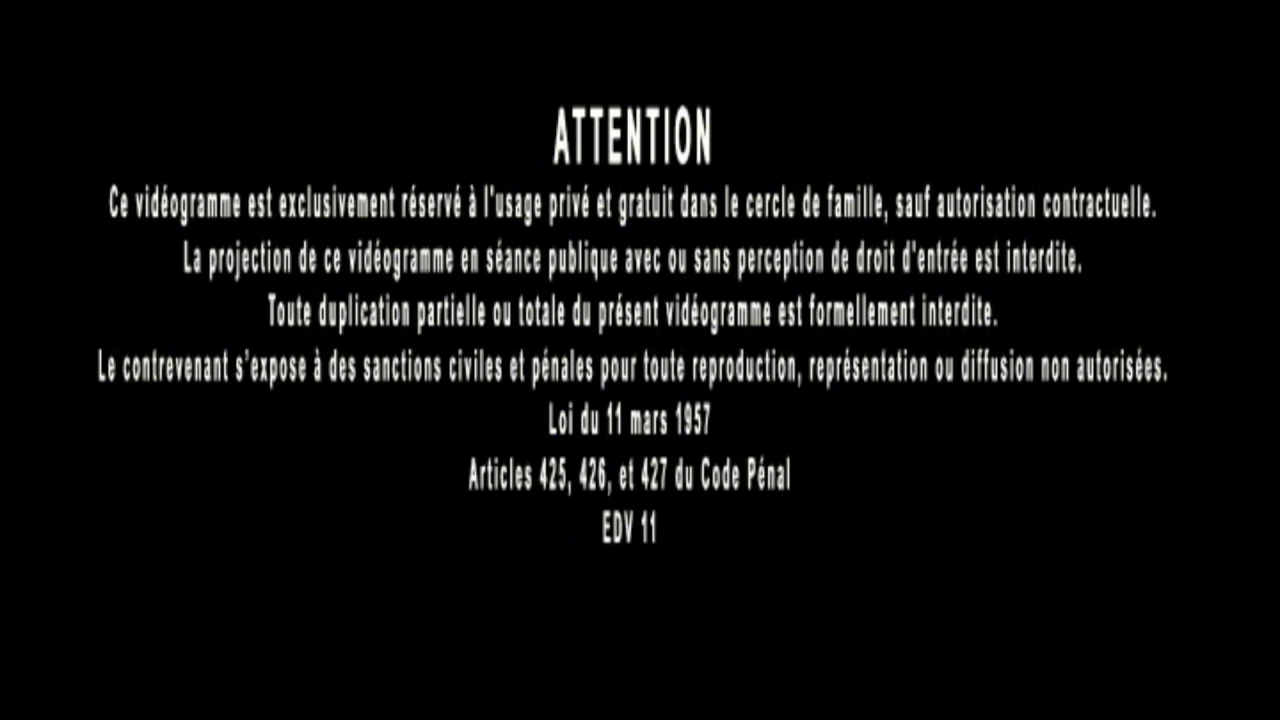 ATTENTION
Ce vidéogramme est exclusivement réservé à l'usage privé et gratuit dans le cercle de famille, sauf autorisation contractuelle.
La projection de ce vidéogramme en séance publique avec ou sans perception de droit d'entrée est interdite.
Toute duplication partielle ou totale du présent vidéogramme est formellement interdite.
Le contrevenant s'expose à des sanctions civiles et pénales pour toute reproduction, représentation ou diffusion non autorisées.
Loi du 11 mars 1957
Articles 425, 426, et 427 du Code Pénal
EDV 11